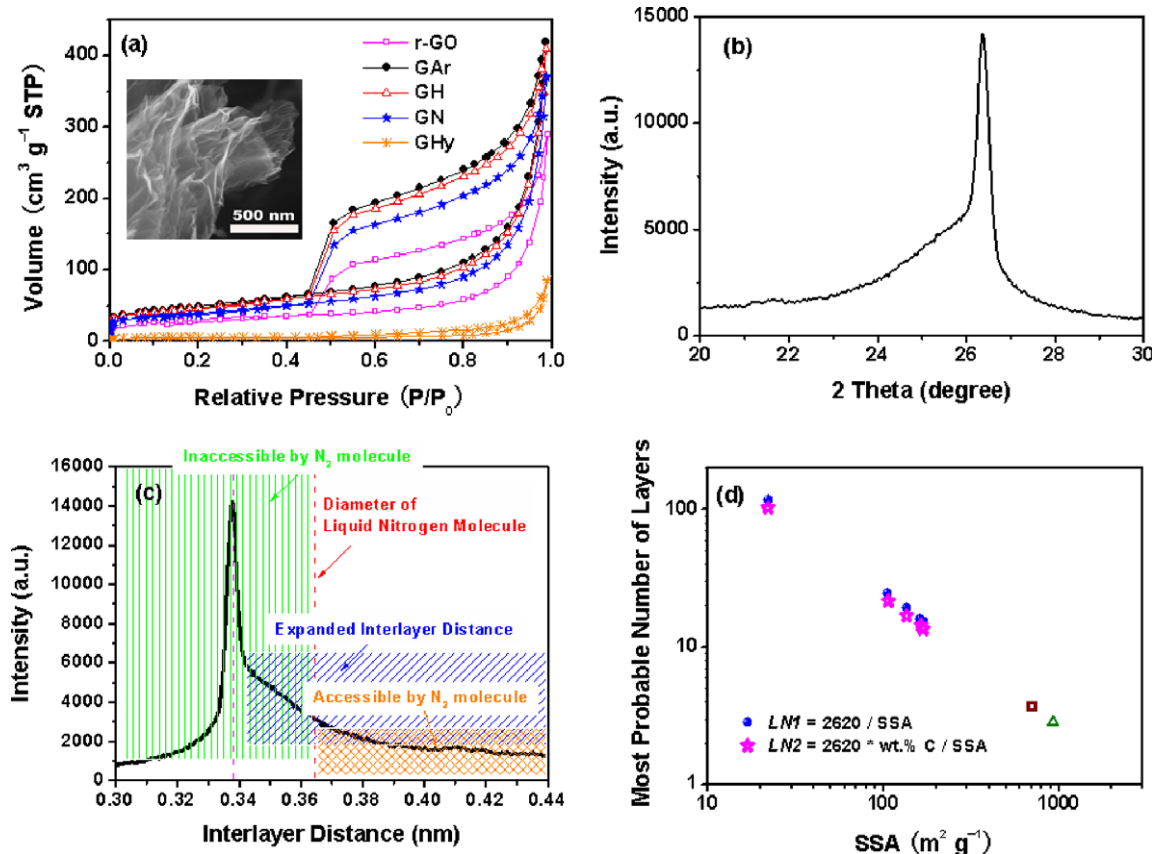 (a)
r-GO
GAr
GH
GN
GHy
500 nm
400
300
200
100
0
0.0 0.2 0.4 0.6 0.8 1.0
Volume (cm³ g⁻¹ STP)
Relative Pressure (P/P₀)
(b)
15000
10000
5000
0
20 22 24 26 28 30
Intensity (a.u.)
2 Theta (degree)
(c)
Inaccessible by N₂ molecule
Diameter of
Liquid Nitrogen Molecule
Expanded Interlayer Distance
Accessible by N₂ molecule
16000
14000
12000
10000
8000
6000
4000
2000
0
0.30 0.32 0.34 0.36 0.38 0.40 0.42 0.44
Intensity (a.u.)
Interlayer Distance (nm)
(d)
100
10
1
LN1 = 2620 / SSA
LN2 = 2620 * wt.% C / SSA
10 100 1000
Most Probable Number of Layers
SSA (m² g⁻¹)